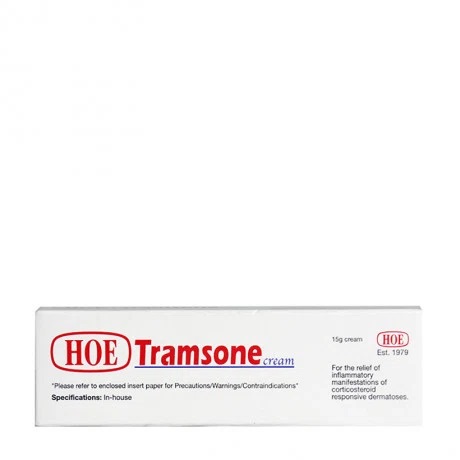 HOE Tramsone cream
"Please refer to enclosed insert paper for Precautions/Warnings/Contraindications"
Specifications: In-house
15g cream
HOE
Est. 1979
For the relief of
inflammatory
manifestations of
corticosteroid
responsive dermatoses.